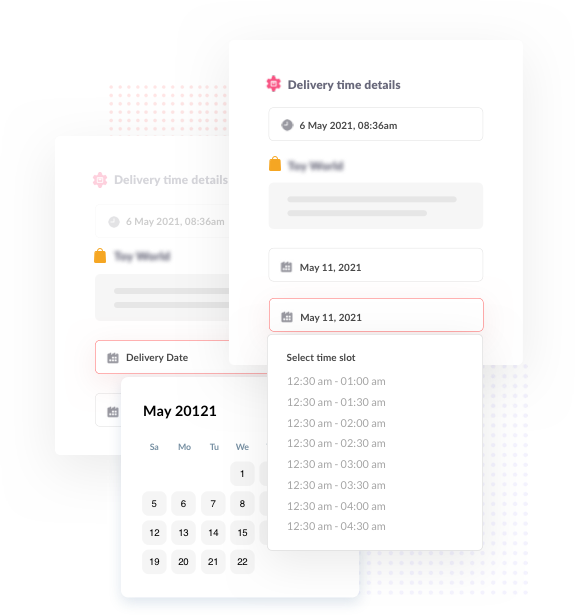 Delivery time details
6 May 2021, 08:36am
Toy World
May 11, 2021
May 11, 2021
Select time slot
12:30 am - 01:00 am
12:30 am - 01:30 am
12:30 am - 02:00 am
12:30 am - 02:30 am
12:30 am - 03:00 am
12:30 am - 03:30 am
12:30 am - 04:00 am
12:30 am - 04:30 am
Delivery time details
6 May 2021, 08:36am
Toy World
Delivery Date
May 20121
Sa Mo Tu We
1
5 6 7 8
12 13 14 15
19 20 21 22